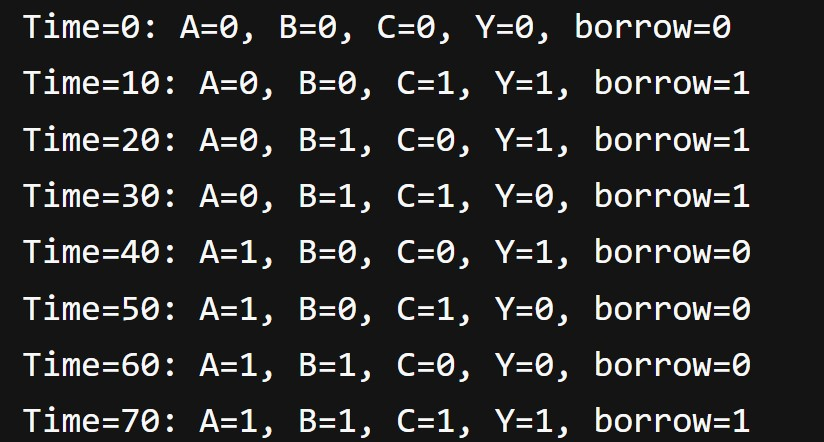 Time=0: A=0, B=0, C=0, Y=0, borrow=0
Time=10: A=0, B=0, C=1, Y=1, borrow=1
Time=20: A=0, B=1, C=0, Y=1, borrow=1
Time=30: A=0, B=1, C=1, Y=0, borrow=1
Time=40: A=1, B=0, C=0, Y=1, borrow=0
Time=50: A=1, B=0, C=1, Y=0, borrow=0
Time=60: A=1, B=1, C=0, Y=0, borrow=0
Time=70: A=1, B=1, C=1, Y=1, borrow=1